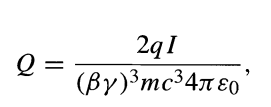 Q = \frac{2qI}{(\beta\gamma)^3 mc^3 4\pi\varepsilon_0},